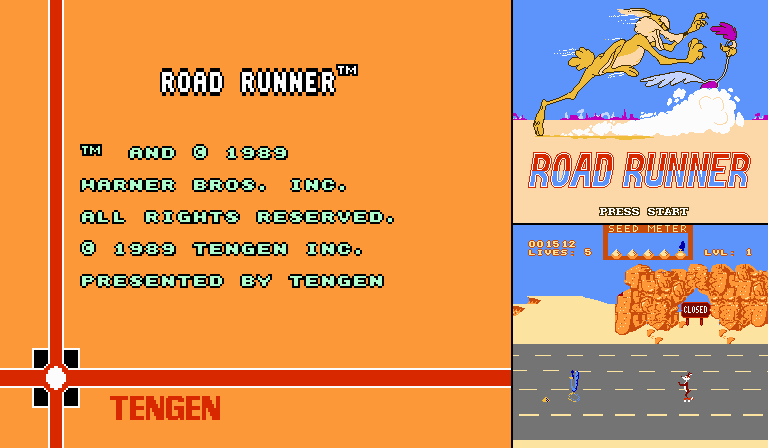 ROAD RUNNER™
™ AND © 1989
WARNER BROS. INC.
ALL RIGHTS RESERVED.
© 1989 TENGEN INC.
PRESENTED BY TENGEN
TENGEN
ROAD RUNNER
PRESS START
SEED METER
001512
LIVES: 5
LVL: 1
CLOSED